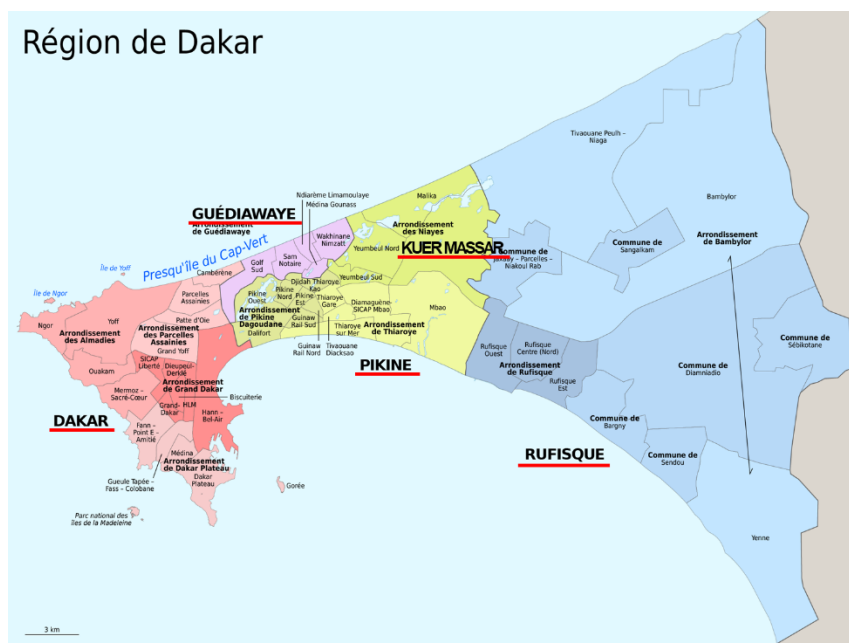 Région de Dakar
Tivaouane Peulh –
Niaga
Ndiarème Limamoulaye
Médina Gounass
Malika
Bambylor
GUÉDIAWAYE
Arrondissement
de Guédiawaye
Wakhinane
Nimzatt
Arrondissement
des Niayes
Arrondissement
de Bambylor
Presqu'île du Cap-Vert
Golf
Sud
Sam
Notaire
Yeumbeul Nord
KUER MASSAR
Commune de
Parcelles –
Niakoul Rab
Commune de
Sangalkam
Île de Yoff
Cambérène
Djidah Thiaroye
Kao
Yeumbeul Sud
Île de Ngor
Parcelles
Assainies
Pikine
Ouest
Pikine
Nord
Pikine
Est
Thiaroye
Gare
Diamaguène-
SICAP Mbao
Mbao
Ngor
Yoff
Arrondissement
des Almadies
Patte d'Oie
Arrondissement
des Parcelles
Assainies
Grand Yoff
Arrondissement
de Pikine
Dagoudane
Dalifort
Guinaw
Rail Sud
Thiaroye
sur Mer
Arrondissement
de Thiaroye
Guinaw
Rail Nord
Tivaouane
Diacksao
Rufisque
Ouest
Rufisque
Centre (Nord)
Arrondissement
de Rufisque
Rufisque
Est
Commune de
Sébikotane
Commune de
Diamniadio
PIKINE
Ouakam
SICAP
Liberté
Dieupeul-
Derklé
Arrondissement
de Grand Dakar
Mermoz –
Sacré-Cœur
Biscuiterie
Grand-
Dakar
HLM
Hann –
Bel-Air
DAKAR
Fann –
Point E –
Amitié
Commune de
Bargny
RUFISQUE
Médina
Arrondissement
de Dakar Plateau
Dakar
Plateau
Gueule Tapée –
Fass – Colobane
Gorée
Commune de
Sendou
Parc national des
îles de la Madeleine
Yenne
3 km